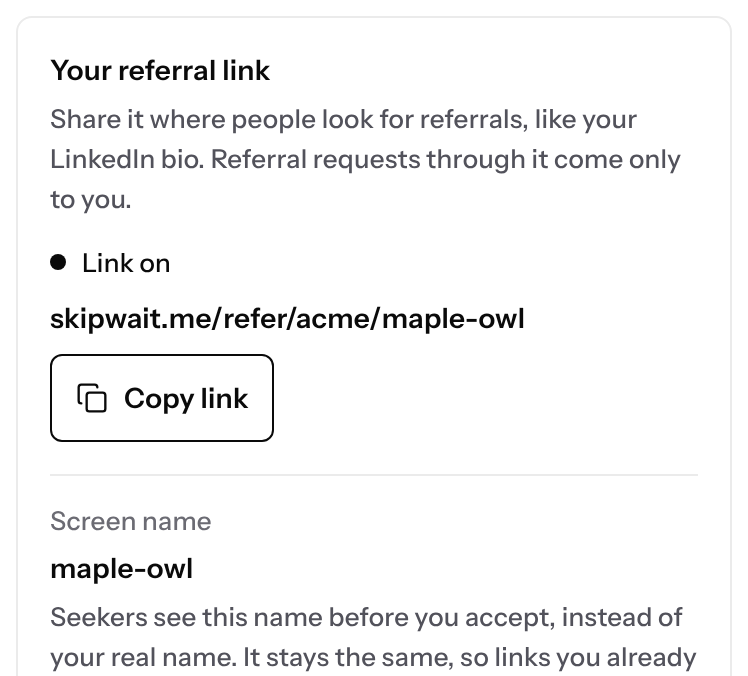 Your referral link
Share it where people look for referrals, like your
LinkedIn bio. Referral requests through it come only
to you.
Link on
skipwait.me/refer/acme/maple-owl
Copy link
Screen name
maple-owl
Seekers see this name before you accept, instead of
your real name. It stays the same, so links you already